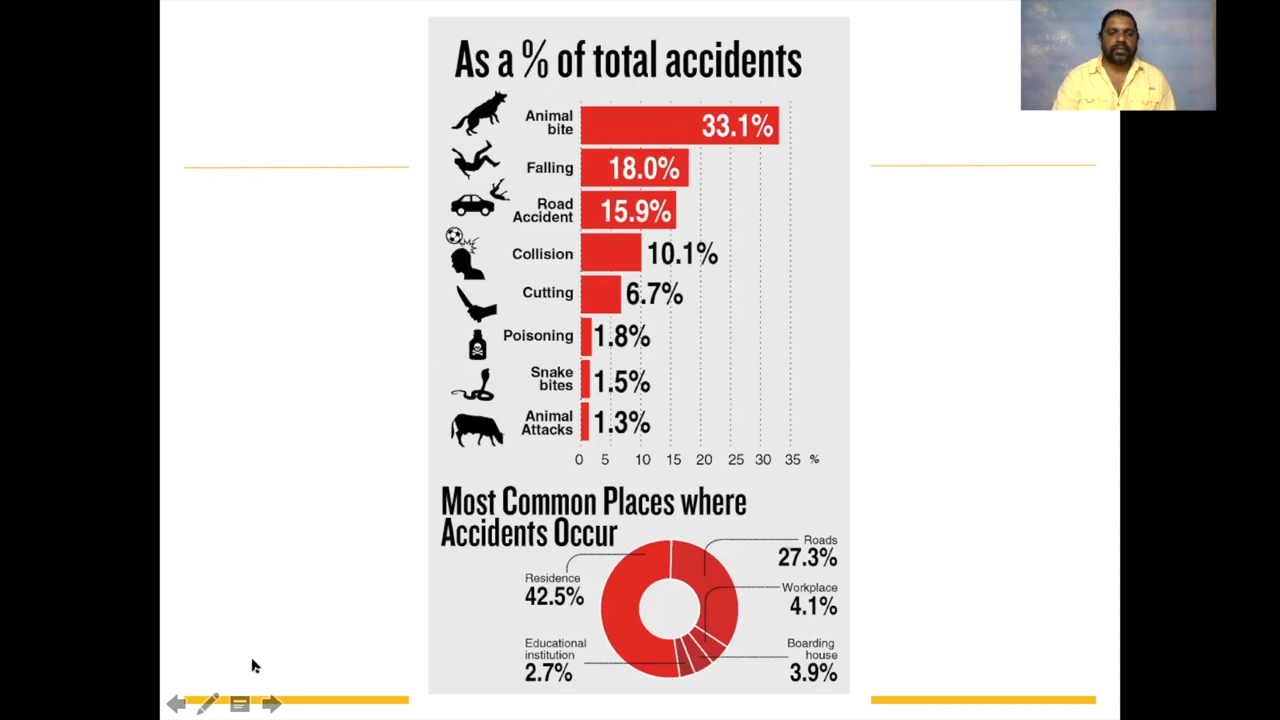 As a % of total accidents
Animal
bite
33.1%
Falling
18.0%
Road
Accident
15.9%
Collision
10.1%
Cutting
6.7%
Poisoning
1.8%
Snake
bites
1.5%
Animal
Attacks
1.3%
0 5 10 15 20 25 30 35 %
Most Common Places where
Accidents Occur
Roads
27.3%
Residence
42.5%
Workplace
4.1%
Educational
institution
2.7%
Boarding
house
3.9%